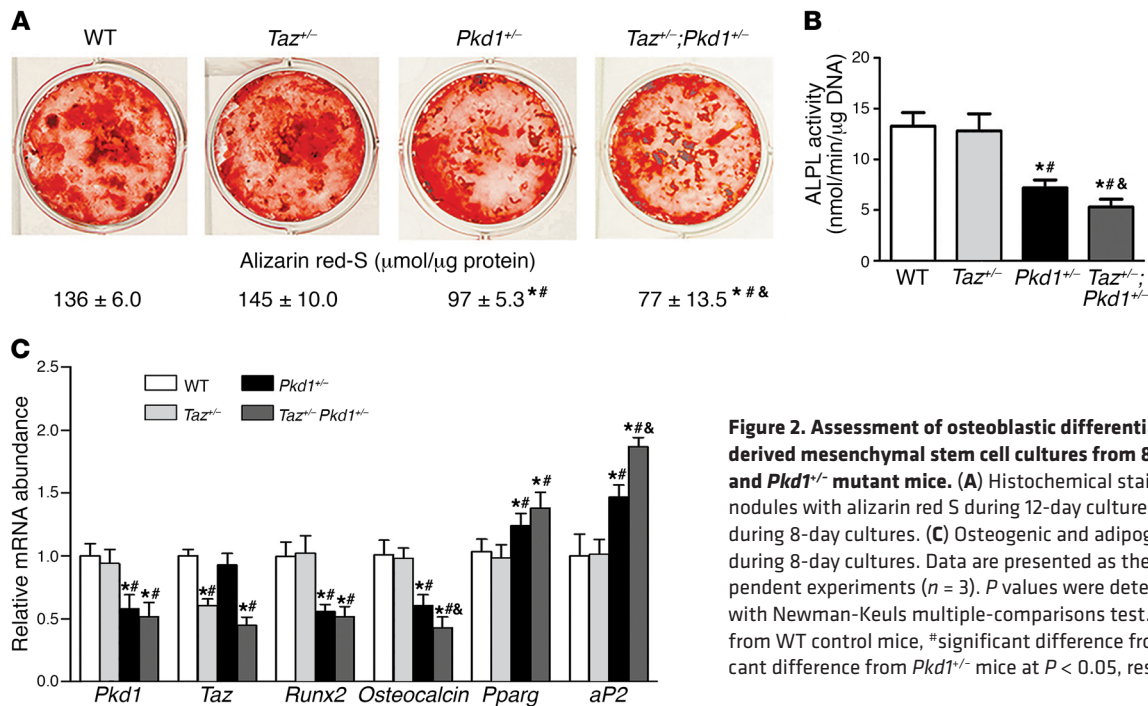 A
WT
Taz+/–
Pkd1+/–
Taz+/–;Pkd1+/–
Alizarin red-S (μmol/μg protein)
136 ± 6.0
145 ± 10.0
97 ± 5.3 *#
77 ± 13.5 *#&
B
ALPL activity
(nmol/min/μg DNA)
20
15
10
5
0
*#
*#&
WT
Taz+/–
Pkd1+/–
Taz+/–;
Pkd1+/–
C
Relative mRNA abundance
2.5
2.0
1.5
1.0
0.5
0.0
WT
Pkd1+/–
Taz+/–
Taz+/– Pkd1+/–
*# *#
*# *#
*# *#
*# *#&
*# *#
*# *#&
Pkd1 Taz Runx2 Osteocalcin Pparg aP2
Figure 2. Assessment of osteoblastic differenti
derived mesenchymal stem cell cultures from 8
and Pkd1+/- mutant mice. (A) Histochemical stai
nodules with alizarin red S during 12-day culture
during 8-day cultures. (C) Osteogenic and adipog
during 8-day cultures. Data are presented as the
pendent experiments (n = 3). P values were dete
with Newman-Keuls multiple-comparisons test.
from WT control mice, #significant difference fro
cant difference from Pkd1+/- mice at P < 0.05, res